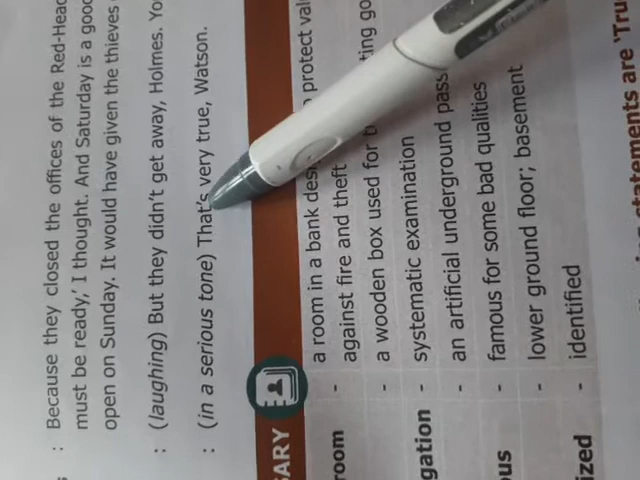 : Because they closed the offices of the Red-Head
must be ready,' I thought. And Saturday is a good
open on Sunday. It would have given the thieves
: (laughing) But they didn't get away, Holmes. Yo
: (in a serious tone) That's very true, Watson.
SARY
room - a room in a bank des protect val
against fire and theft
- a wooden box used for t ting go
gation - systematic examination
- an artificial underground pass
ous - famous for some bad qualities
- lower ground floor; basement
ized - identified
statements are 'Tru